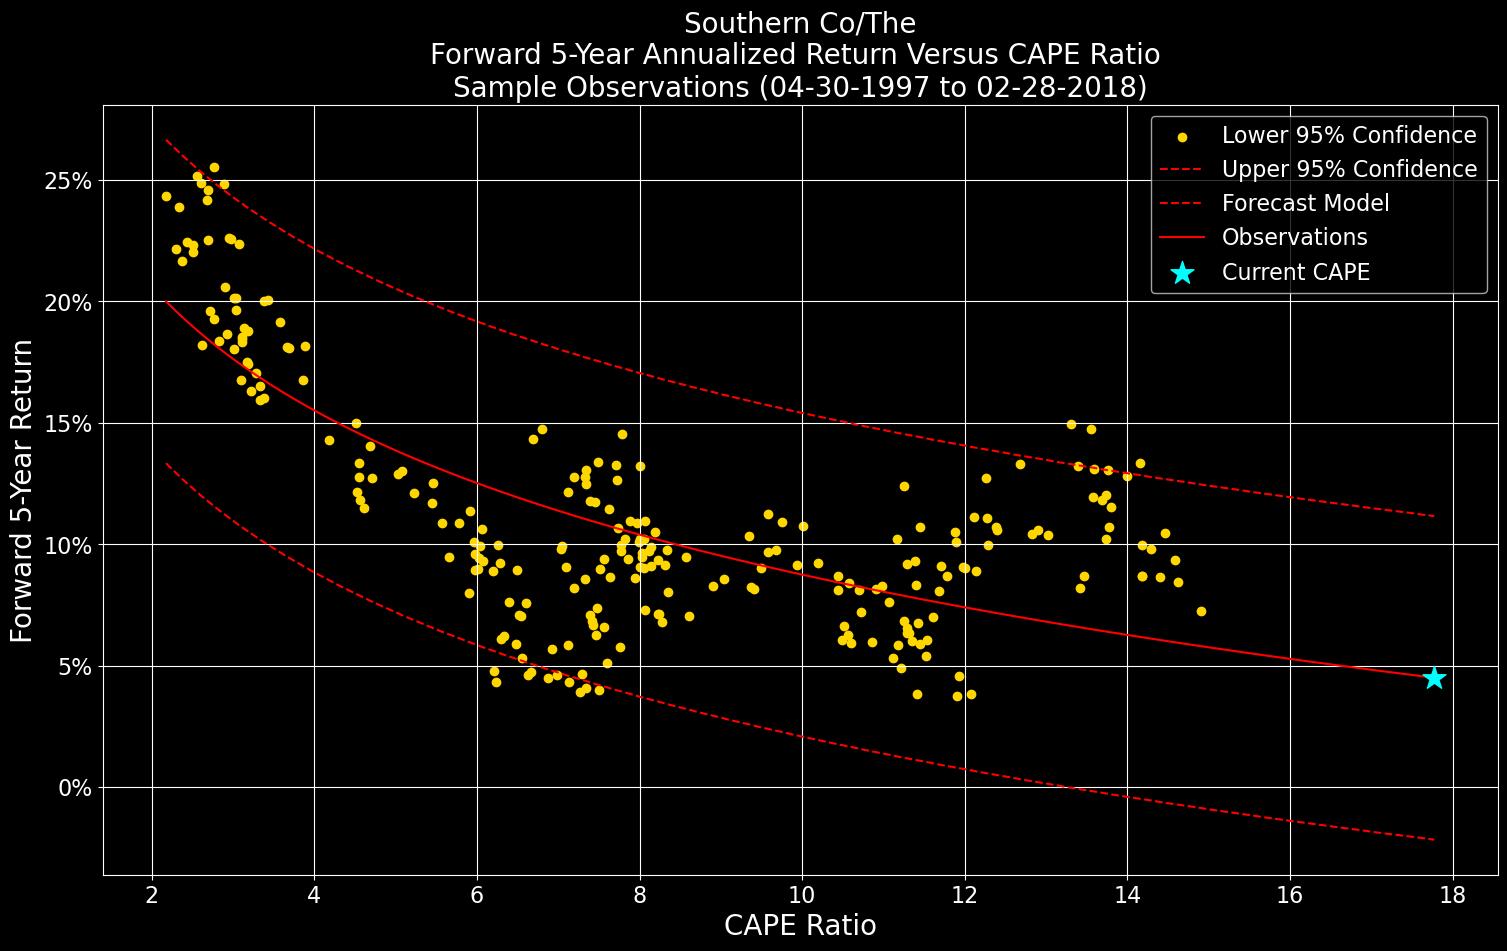 Southern Co/The
Forward 5-Year Annualized Return Versus CAPE Ratio
Sample Observations (04-30-1997 to 02-28-2018)
Lower 95% Confidence
Upper 95% Confidence
Forecast Model
Observations
Current CAPE
Forward 5-Year Return
25%
20%
15%
10%
5%
0%
2 4 6 8 10 12 14 16 18
CAPE Ratio